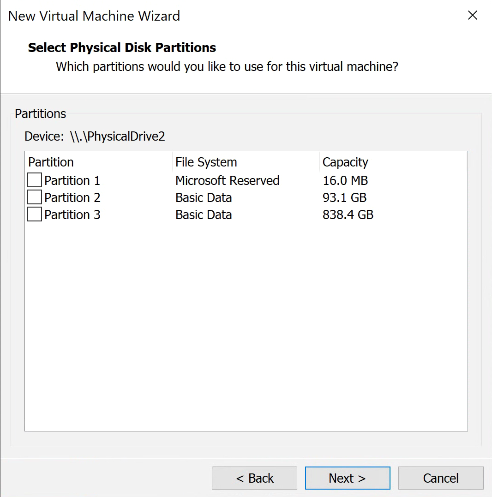 New Virtual Machine Wizard
Select Physical Disk Partitions
Which partitions would you like to use for this virtual machine?
Partitions
Device: \\.\PhysicalDrive2
Partition File System Capacity
Partition 1 Microsoft Reserved 16.0 MB
Partition 2 Basic Data 93.1 GB
Partition 3 Basic Data 838.4 GB
< Back Next > Cancel